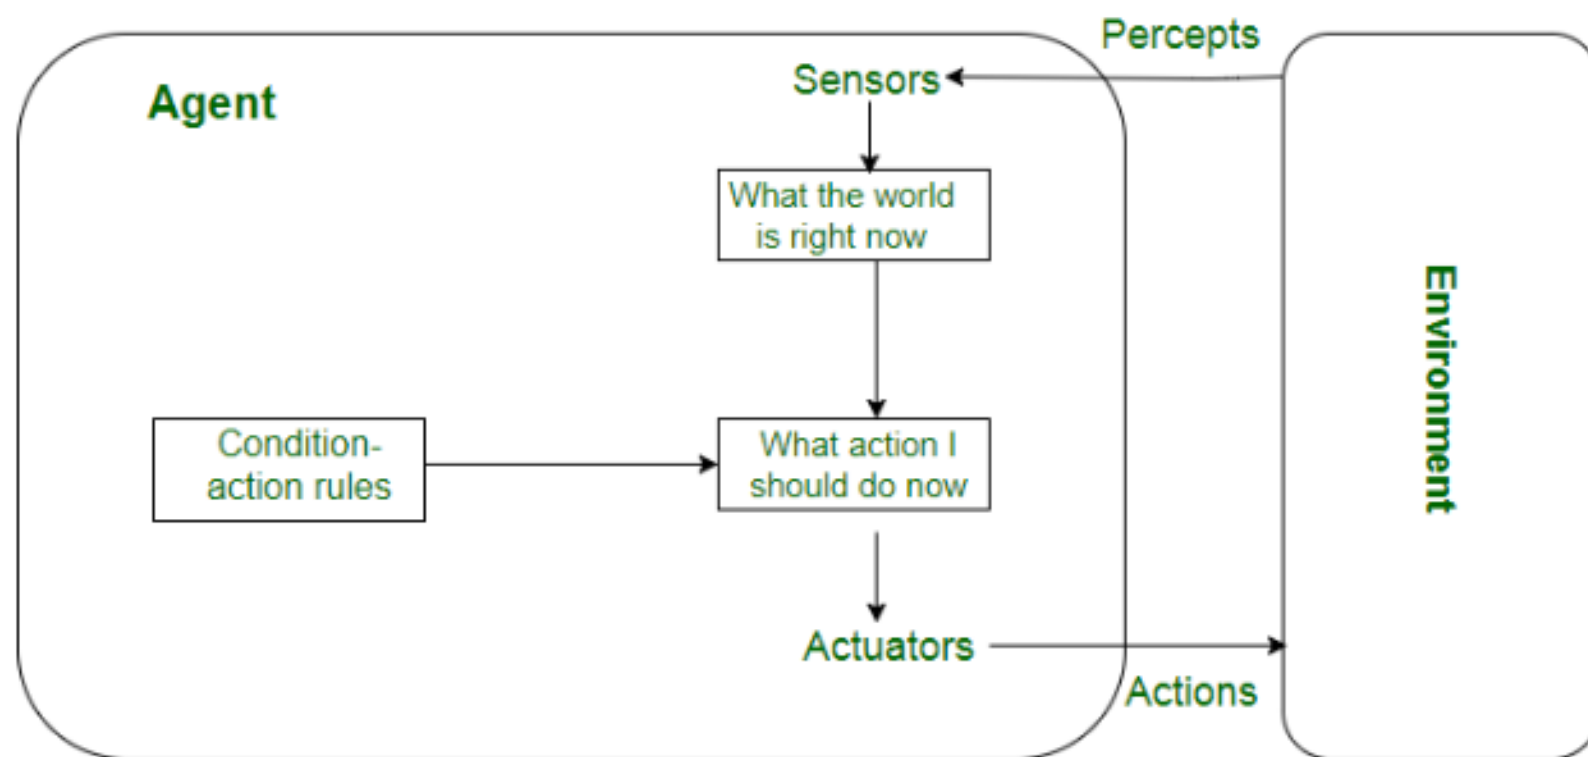 Percepts
Sensors
Agent
What the world
is right now
Environment
Condition-
action rules
What action I
should do now
Actuators
Actions